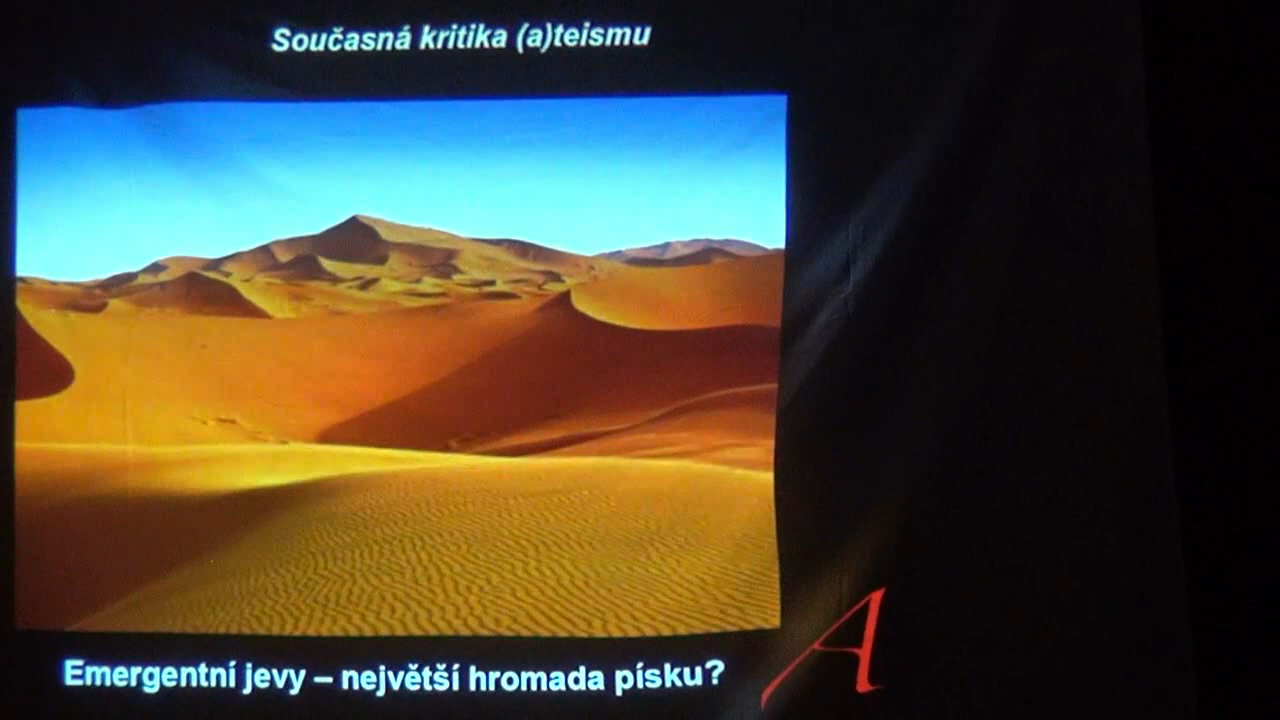 Současná kritika (a)teismu
Emergentní jevy – největší hromada písku?
A